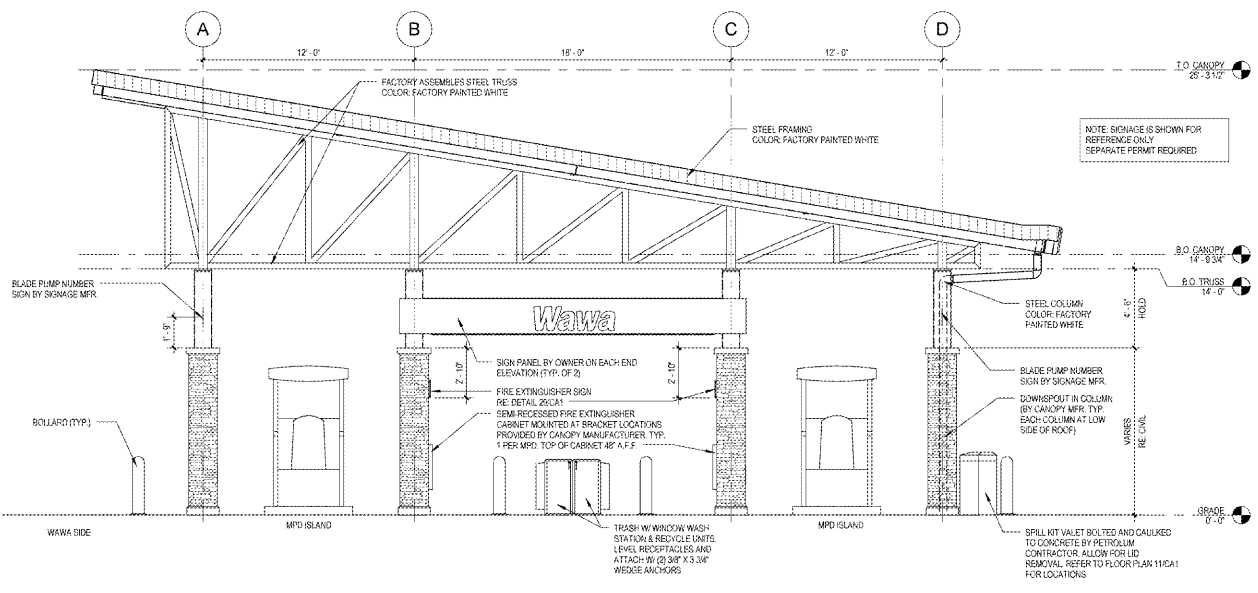 A
B
C
D
12' - 0"
18' - 0"
12' - 0"
T.O. CANOPY
25' - 3 1/2"
FACTORY ASSEMBLES STEEL TRUSS
COLOR: FACTORY PAINTED WHITE
STEEL FRAMING
COLOR: FACTORY PAINTED WHITE
NOTE: SIGNAGE IS SHOWN FOR
REFERENCE ONLY
SEPARATE PERMIT REQUIRED
B.O. CANOPY
14' - 9 3/4"
B.O. TRUSS
14' - 0"
BLADE PUMP NUMBER
SIGN BY SIGNAGE MFR.
1' - 9"
Wawa
STEEL COLUMN
COLOR: FACTORY
PAINTED WHITE
4' - 6"
HOLD
SIGN PANEL BY OWNER ON EACH END
ELEVATION (TYP. OF 2)
2' - 10"
2' - 10"
FIRE EXTINGUISHER SIGN
RE: DETAIL 29/CA1
SEMI-RECESSED FIRE EXTINGUISHER
CABINET MOUNTED AT BRACKET LOCATIONS
PROVIDED BY CANOPY MANUFACTURER, TYP.
1 PER MPD. TOP OF CABINET 48" A.F.F.
BLADE PUMP NUMBER
SIGN BY SIGNAGE MFR.
DOWNSPOUT IN COLUMN
(BY CANOPY MFR. TYP.
EACH COLUMN AT LOW
SIDE OF ROOF)
VARIES
RE: CIVIL
BOLLARD (TYP.)
GRADE
0' - 0"
WAWA SIDE
MPD ISLAND
MPD ISLAND
TRASH W/ WINDOW WASH
STATION & RECYCLE UNITS.
LEVEL RECEPTACLES AND
ATTACH W/ (2) 3/8" X 3 3/4"
WEDGE ANCHORS
SPILL KIT VALET BOLTED AND CAULKED
TO CONCRETE BY PETROLUM
CONTRACTOR. ALLOW FOR LID
REMOVAL. REFER TO FLOOR PLAN 11/CA1
FOR LOCATIONS